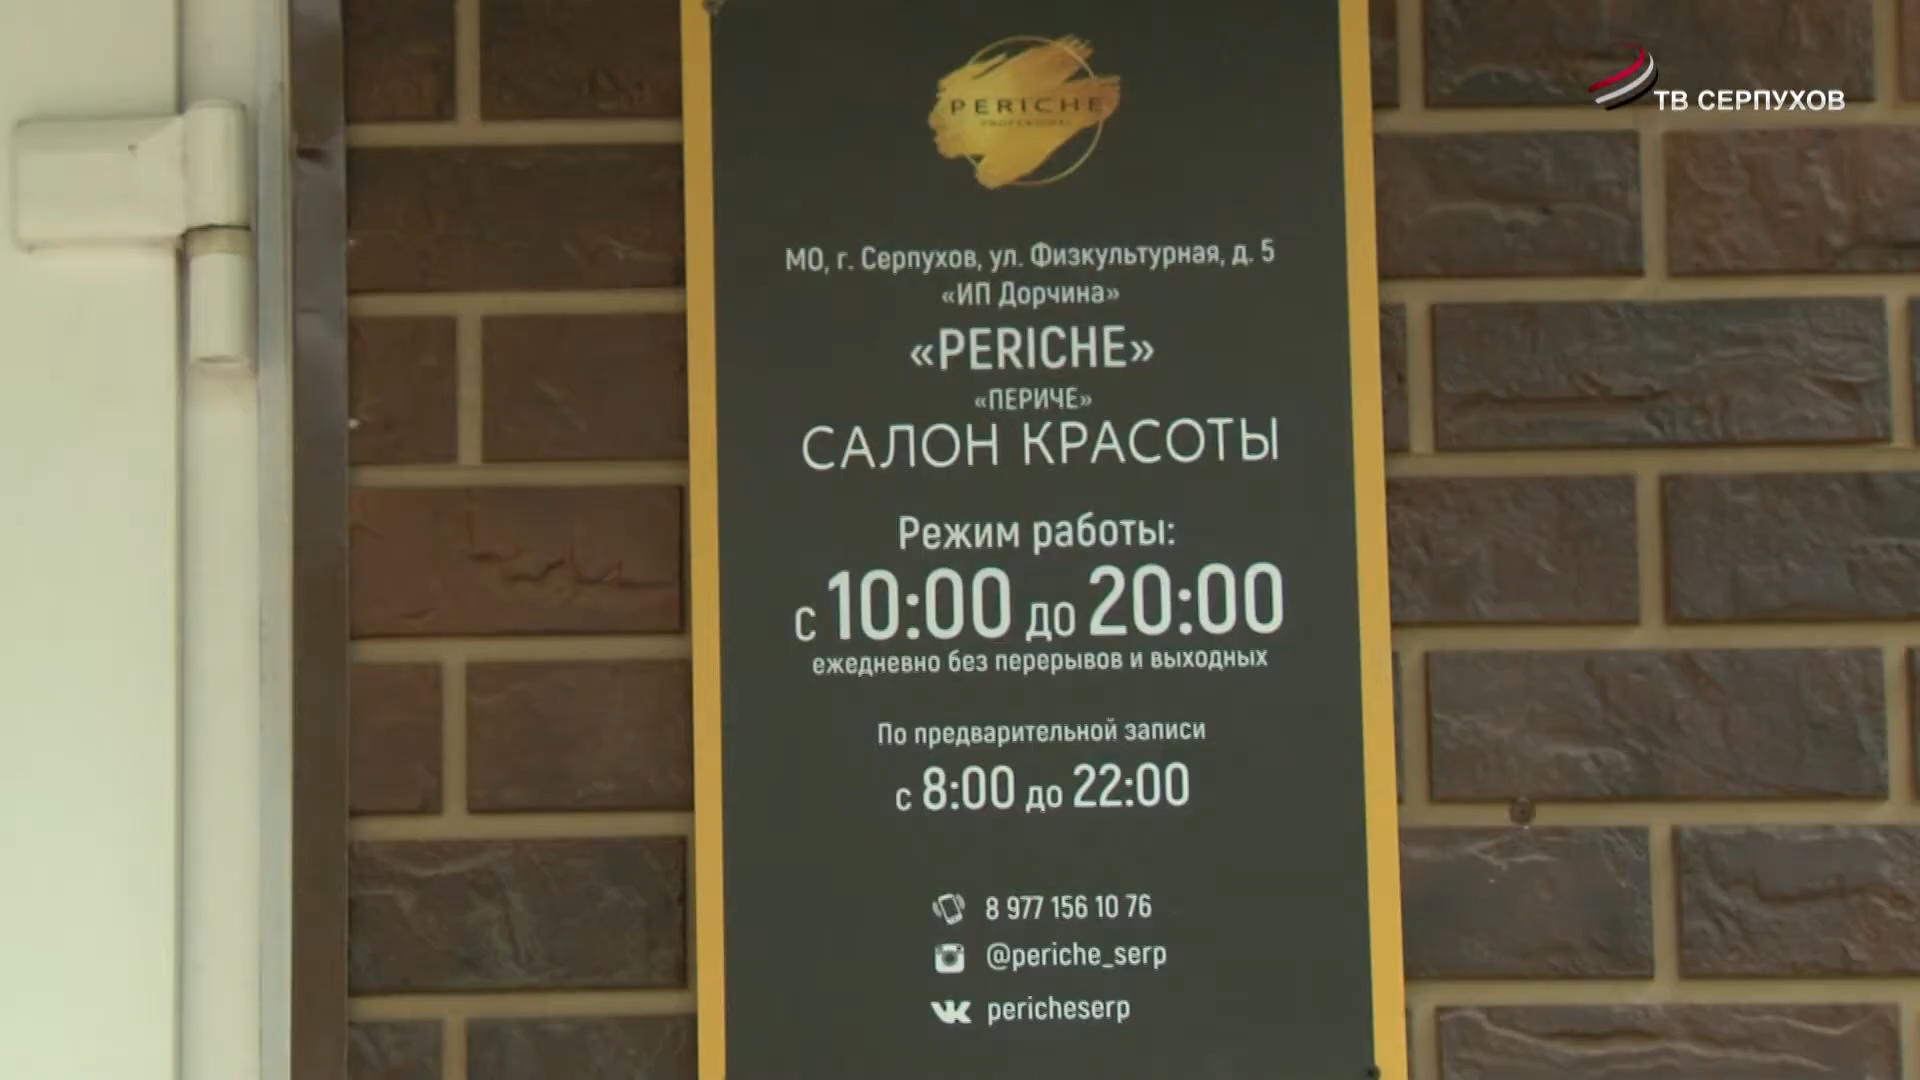 PERICHE
PROFESIONAL
ТВ СЕРПУХОВ
МО, г. Серпухов, ул. Физкультурная, д. 5
«ИП Дорчина»
«PERICHE»
«ПЕРИЧЕ»
САЛОН КРАСОТЫ
Режим работы:
с 10:00 до 20:00
ежедневно без перерывов и выходных
По предварительной записи
с 8:00 до 22:00
8 977 156 10 76
@periche_serp
pericheserp